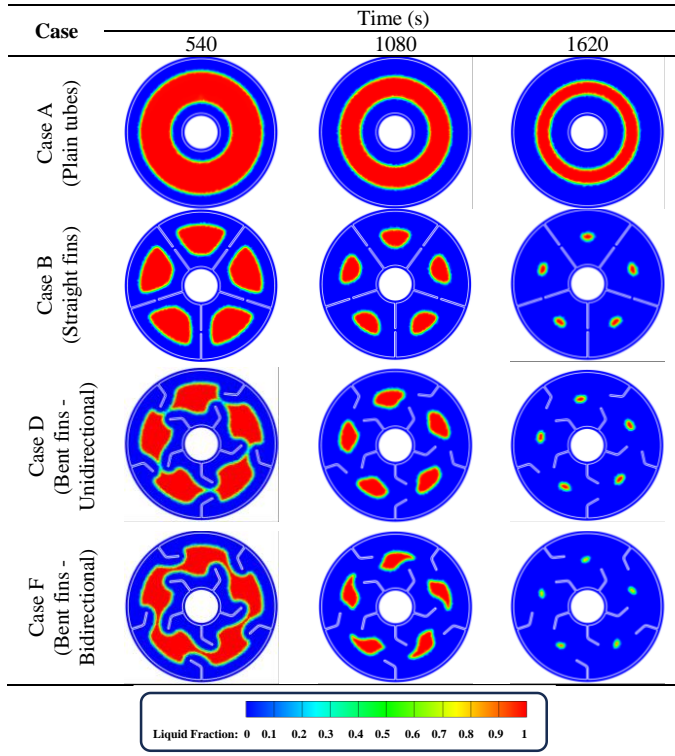 Case
Time (s)
540 1080 1620
Case A
(Plain tubes)
Case B
(Straight fins)
Case D
(Bent fins -
Unidirectional)
Case F
(Bent fins -
Bidirectional)
Liquid Fraction: 0 0.1 0.2 0.3 0.4 0.5 0.6 0.7 0.8 0.9 1